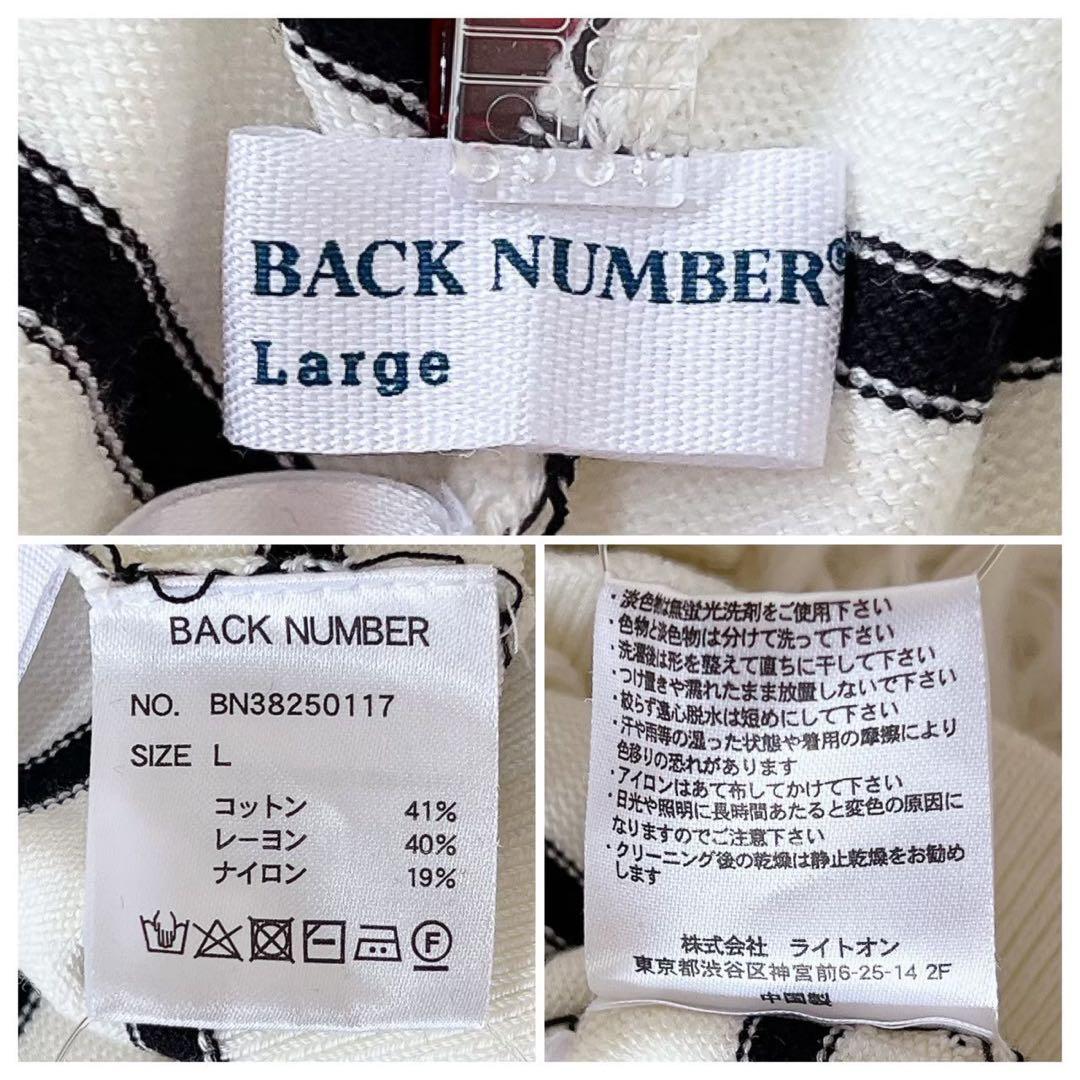 BACK NUMBER®
Large
BACK NUMBER
NO. BN38250117
SIZE L
コットン 41%
レーヨン 40%
ナイロン 19%
F
・淡色物は無蛍光洗剤をご使用下さい
・色物と淡色物は分けて洗って下さい
・洗濯後は形を整えて直ちに干して下さい
・つけ置きや濡れたまま放置しないで下さい
・絞らず遠心脱水は短めにして下さい
・汗や雨等の湿った状態や着用の摩擦により
色移りの恐れがあります
・アイロンはあて布してかけて下さい
・日光や照明に長時間あたると変色の原因に
なりますのでご注意下さい
・クリーニング後の乾燥は静止乾燥をお勧め
します
株式会社 ライトオン
東京都渋谷区神宮前6-25-14 2F
中国製